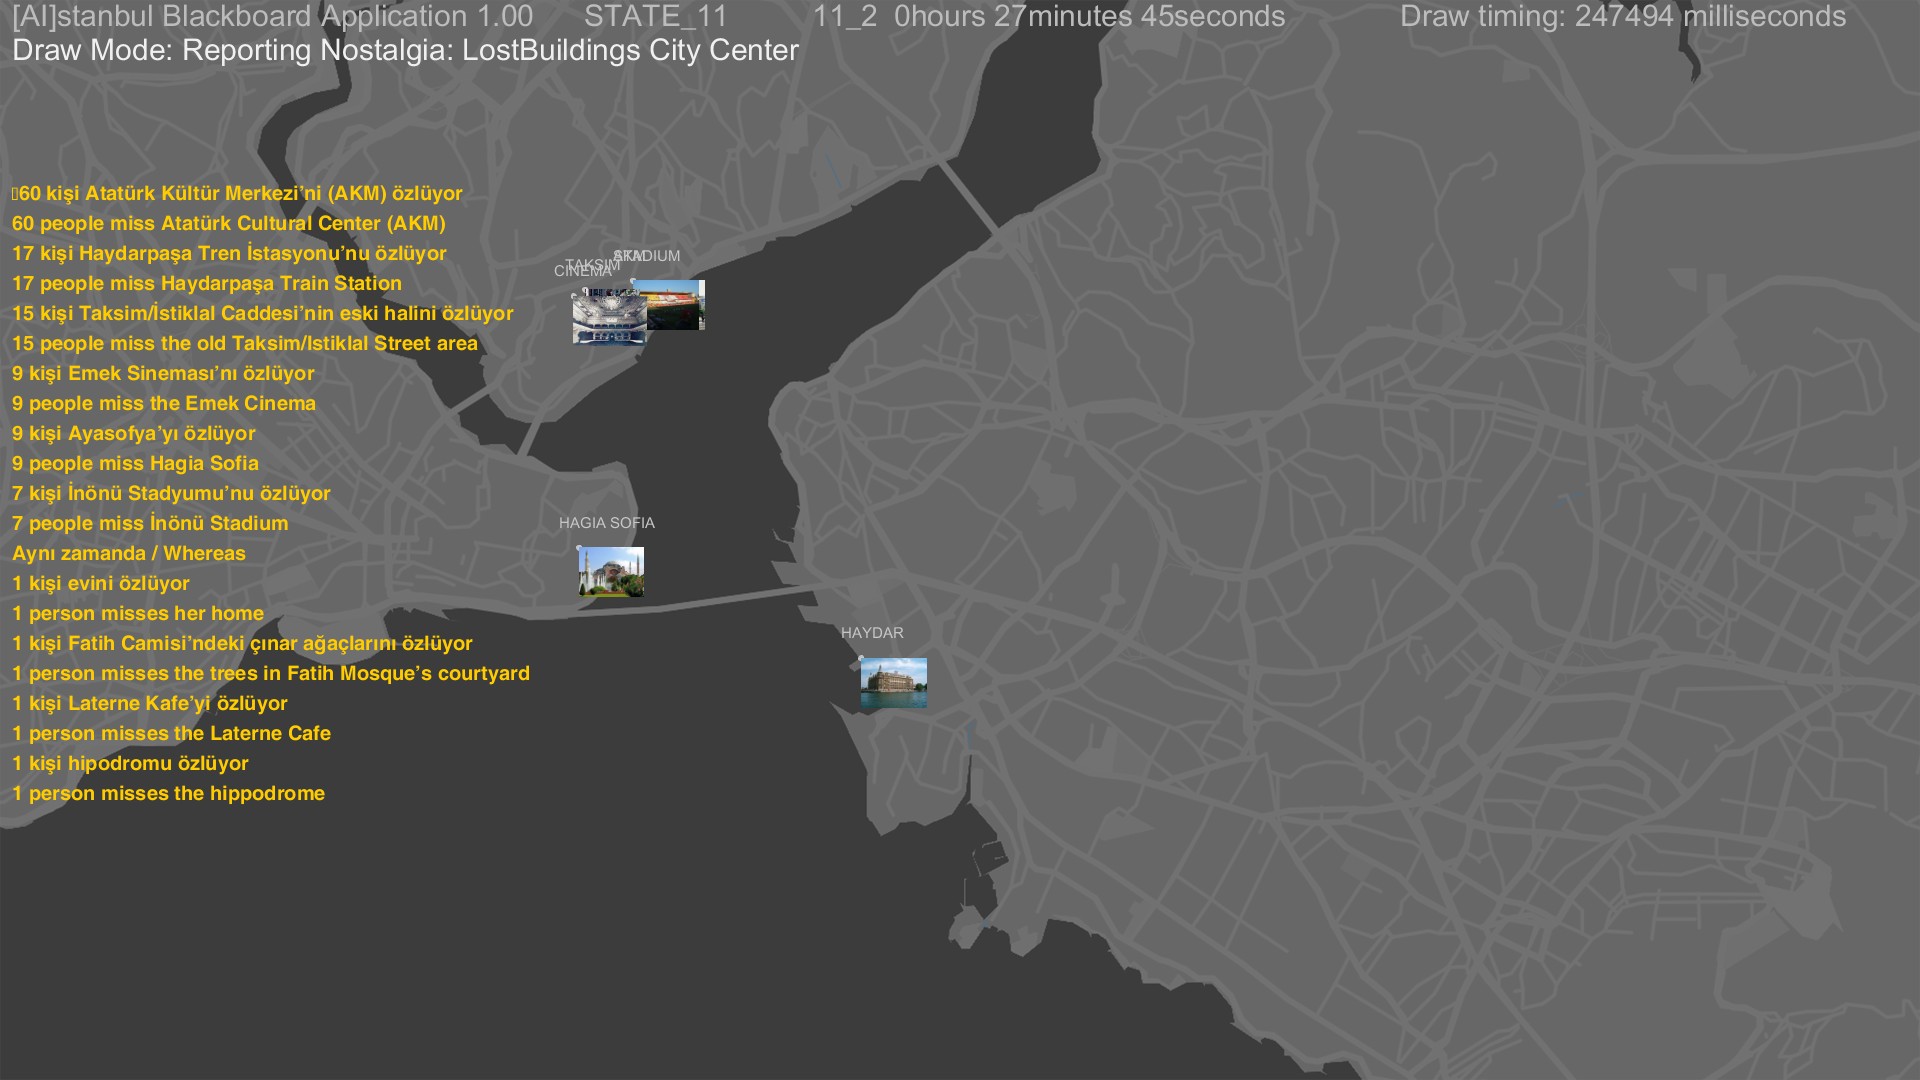 [AI]stanbul Blackboard Application 1.00 STATE_11 11_2 0hours 27minutes 45seconds Draw timing: 247494 milliseconds
Draw Mode: Reporting Nostalgia: LostBuildings City Center
60 kişi Atatürk Kültür Merkezi’ni (AKM) özlüyor
60 people miss Atatürk Cultural Center (AKM)
17 kişi Haydarpaşa Tren İstasyonu’nu özlüyor
17 people miss Haydarpaşa Train Station
15 kişi Taksim/İstiklal Caddesi’nin eski halini özlüyor
15 people miss the old Taksim/Istiklal Street area
9 kişi Emek Sineması’nı özlüyor
9 people miss the Emek Cinema
9 kişi Ayasofya’yı özlüyor
9 people miss Hagia Sofia
7 kişi İnönü Stadyumu’nu özlüyor
7 people miss İnönü Stadium
Aynı zamanda / Whereas
1 kişi evini özlüyor
1 person misses her home
1 kişi Fatih Camisi’ndeki çınar ağaçlarını özlüyor
1 person misses the trees in Fatih Mosque’s courtyard
1 kişi Laterne Kafe’yi özlüyor
1 person misses the Laterne Cafe
1 kişi hipodromu özlüyor
1 person misses the hippodrome
AKM
STADIUM
TAKSIM
CINEMA
HAGIA SOFIA
HAYDAR